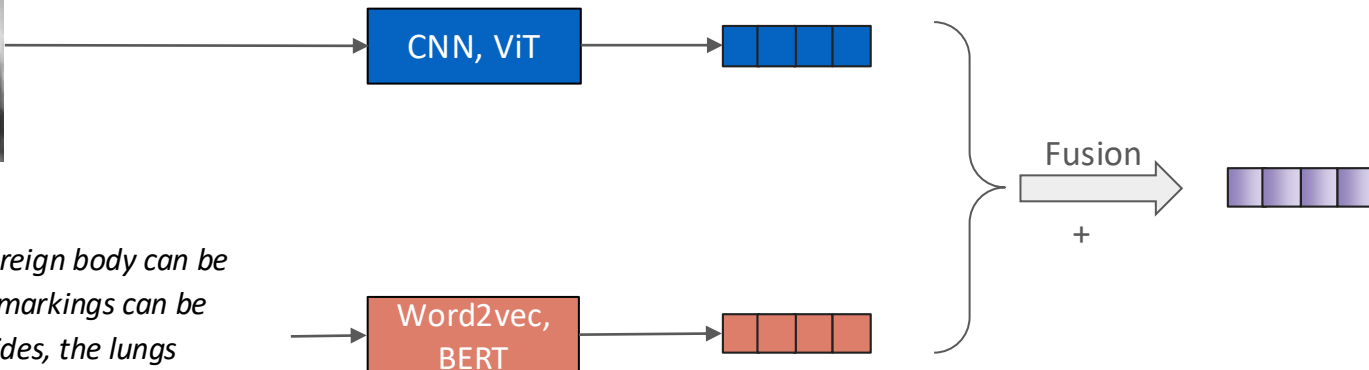 CNN, ViT
Fusion
+
reign body can be
markings can be
ides, the lungs
Word2vec,
BERT